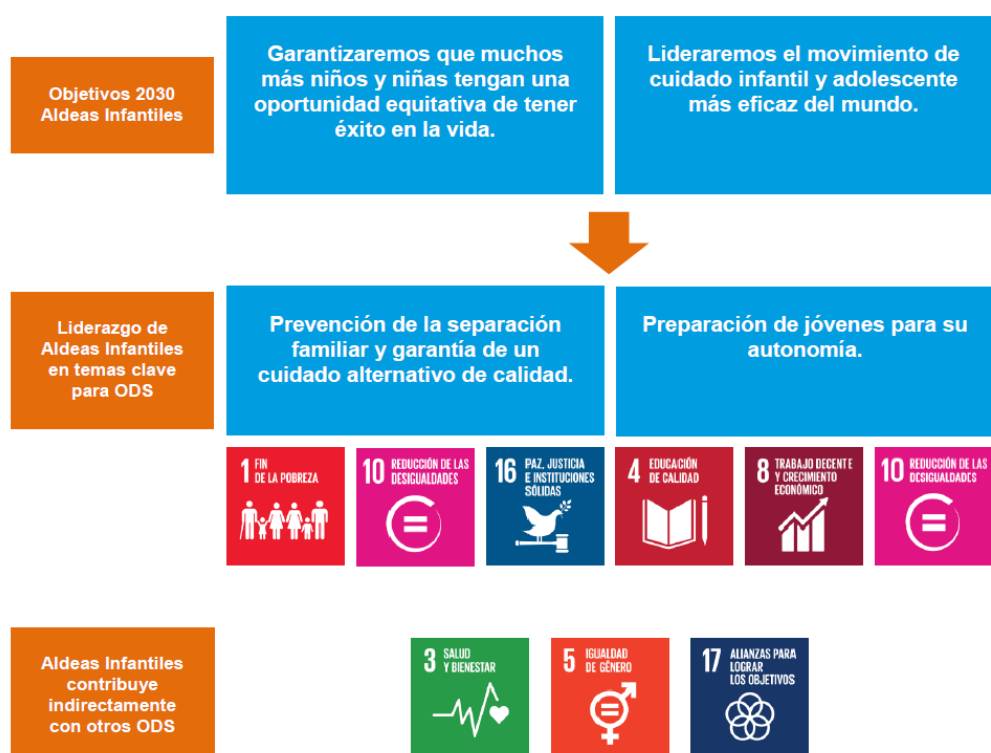 Objetivos 2030
Aldeas Infantiles
Garantizaremos que muchos
más niños y niñas tengan una
oportunidad equitativa de tener
éxito en la vida.
Lideraremos el movimiento de
cuidado infantil y adolescente
más eficaz del mundo.
Liderazgo de
Aldeas Infantiles
en temas clave
para ODS
Prevención de la separación
familiar y garantía de un
cuidado alternativo de calidad.
Preparación de jóvenes para su
autonomía.
1 FIN
DE LA POBREZA
10 REDUCCIÓN DE LAS
DESIGUALDADES
16 PAZ, JUSTICIA
E INSTITUCIONES
SÓLIDAS
4 EDUCACIÓN
DE CALIDAD
8 TRABAJO DECENTE
Y CRECIMIENTO
ECONÓMICO
10 REDUCCIÓN DE LAS
DESIGUALDADES
Aldeas Infantiles
contribuye
indirectamente
con otros ODS
3 SALUD
Y BIENESTAR
5 IGUALDAD
DE GÉNERO
17 ALIANZAS PARA
LOGRAR
LOS OBJETIVOS